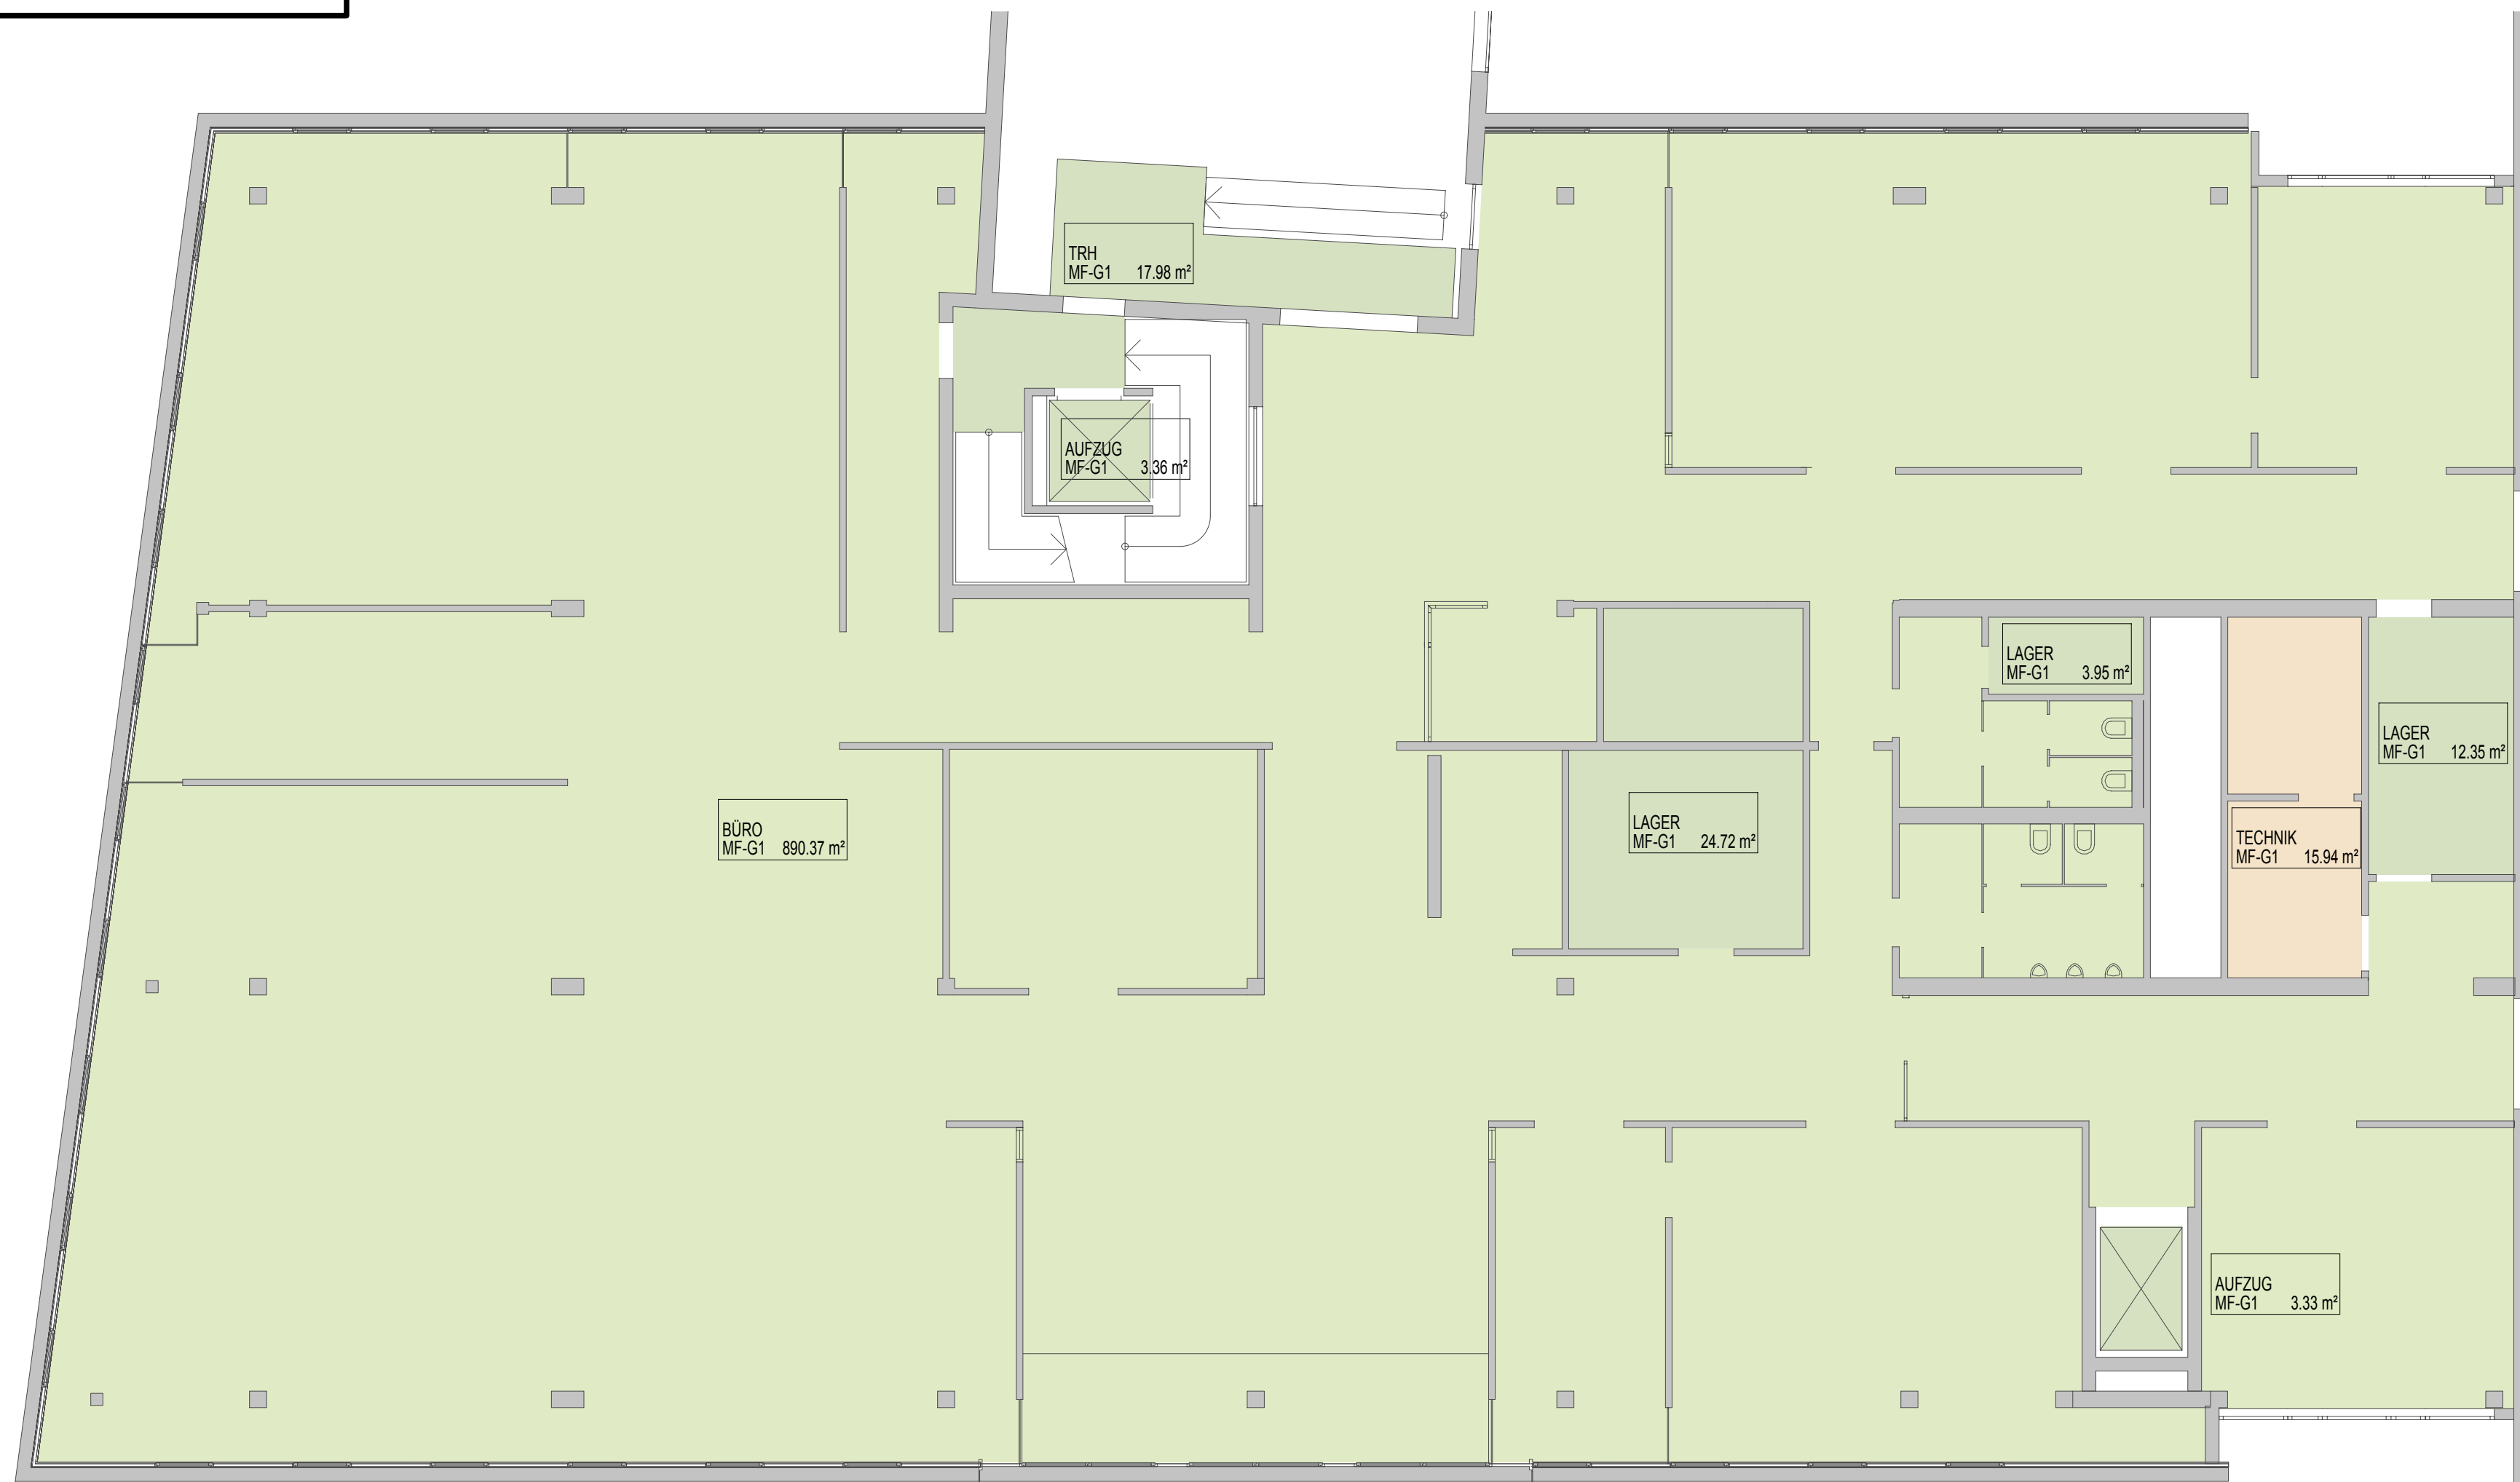 TRH
MF-G1 17.98 m²
AUFZUG
MF-G1 3.36 m²
LAGER
MF-G1 3.95 m²
LAGER
MF-G1 12.35 m²
BÜRO
MF-G1 890.37 m²
LAGER
MF-G1 24.72 m²
TECHNIK
MF-G1 15.94 m²
AUFZUG
MF-G1 3.33 m²